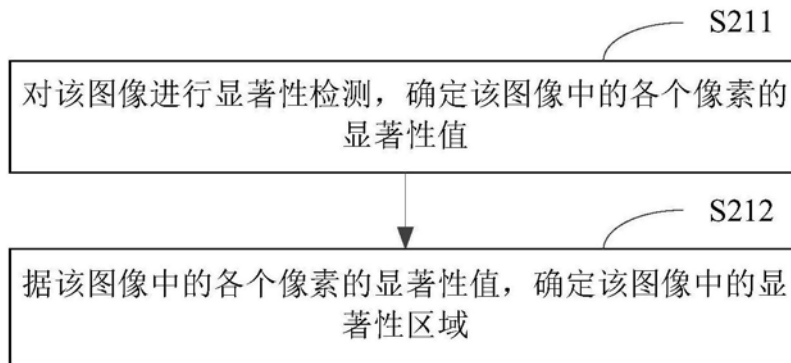 S211
对该图像进行显著性检测，确定该图像中的各个像素的
显著性值
S212
据该图像中的各个像素的显著性值，确定该图像中的显
著性区域